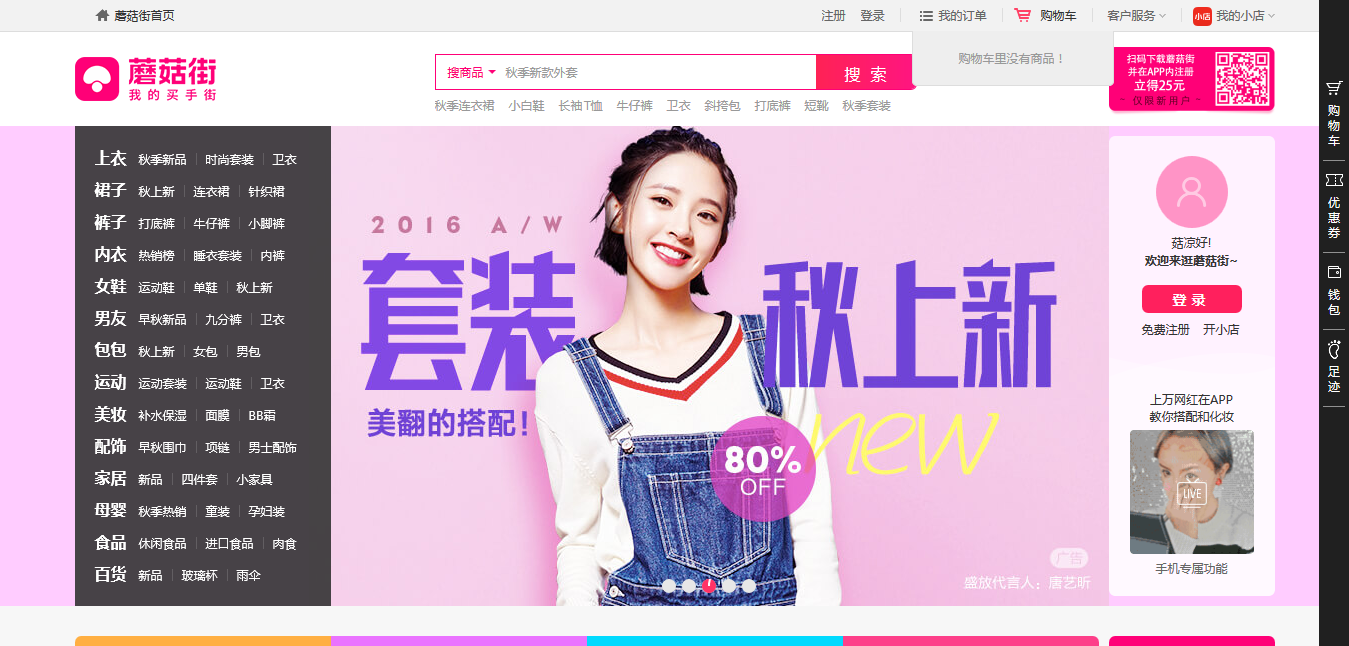 蘑菇街首页
注册 登录 我的订单 购物车 客户服务 小店 我的小店
购物车里没有商品！
蘑菇街
我的买手街
搜商品 秋季新款外套 搜 索
秋季连衣裙 小白鞋 长袖T恤 牛仔裤 卫衣 斜挎包 打底裤 短靴 秋季套装
扫码下载蘑菇街
并在APP内注册
立得25元
- 仅限新用户 -
上衣 秋季新品 时尚套装 卫衣
裙子 秋上新 连衣裙 针织裙
裤子 打底裤 牛仔裤 小脚裤
内衣 热销榜 睡衣套装 内裤
女鞋 运动鞋 单鞋 秋上新
男友 早秋新品 九分裤 卫衣
包包 秋上新 女包 男包
运动 运动套装 运动鞋 卫衣
美妆 补水保湿 面膜 BB霜
配饰 早秋围巾 项链 男士配饰
家居 新品 四件套 小家具
母婴 秋季热销 童装 孕妇装
食品 休闲食品 进口食品 肉食
百货 新品 玻璃杯 雨伞
2016 A/W
套装 秋上新
美翻的搭配！
new
80%
OFF
广告
盛放代言人：唐艺昕
菇凉好!
欢迎来逛蘑菇街~
登 录
免费注册 开小店
上万网红在APP
教你搭配和化妆
LIVE
手机专属功能
购物车
优惠券
钱包
足迹